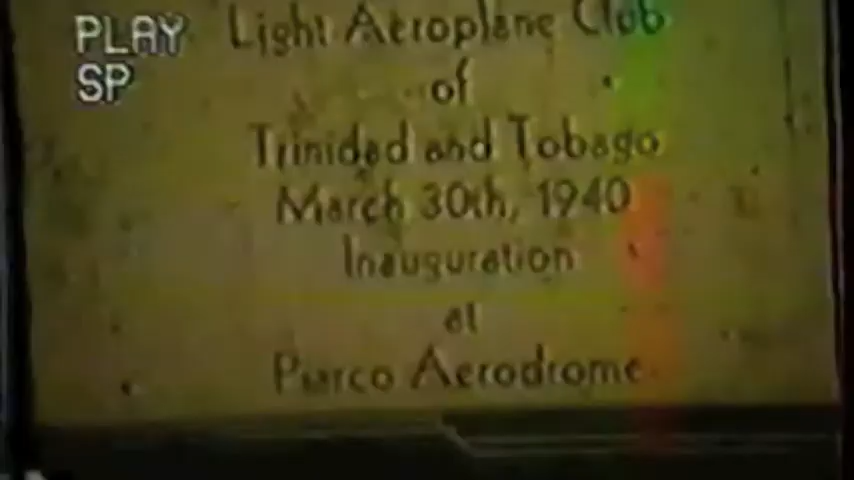 PLAY
SP
Light Aeroplane Club
of
Trinidad and Tobago
March 30th, 1940
Inauguration
at
Piarco Aerodrome